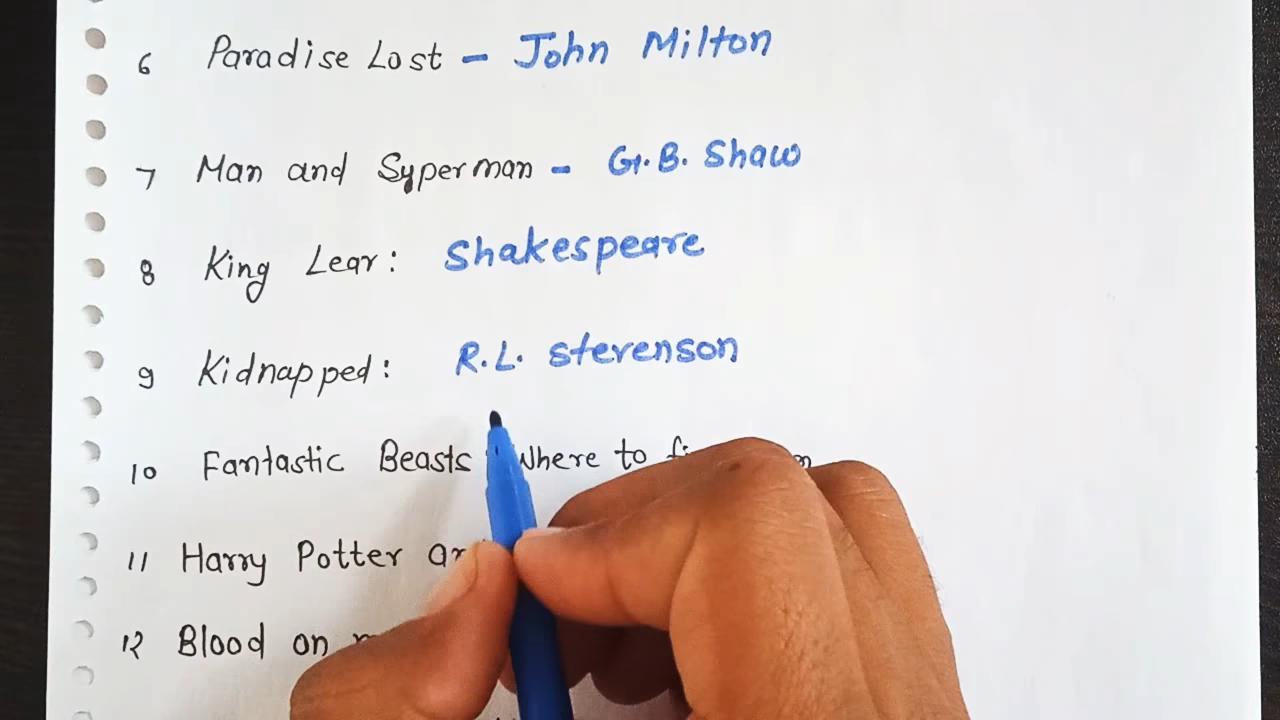 6 Paradise Lost - John Milton
7 Man and Syperman - G.B. Shaw
8 King Lear: Shakespeare
9 Kidnapped: R.L. Stevenson
10 Fantastic Beasts Where to
11 Harry Potter
12 Blood on